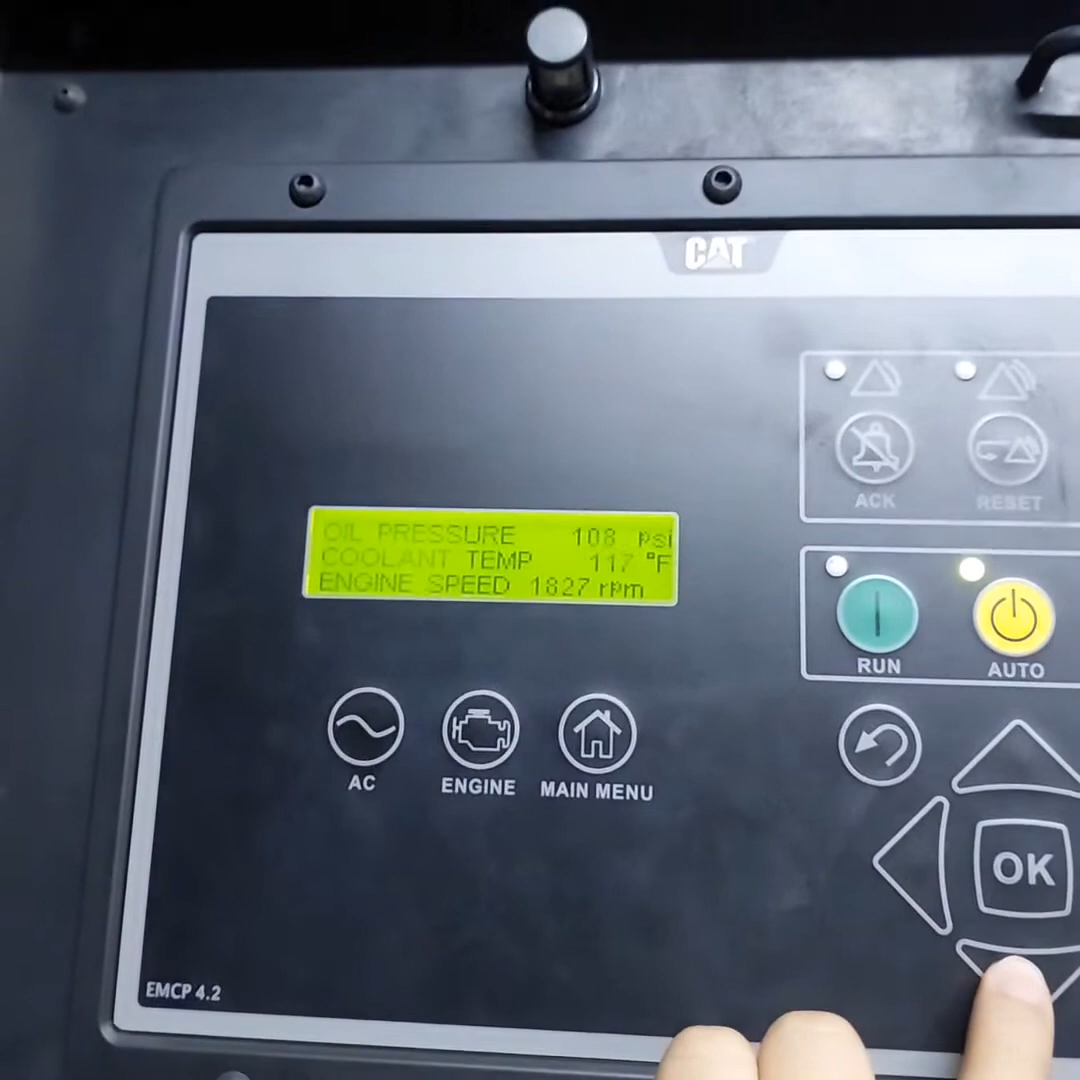 CAT
ACK
RESET
OIL PRESSURE 108 psi
COOLANT TEMP 117 °F
ENGINE SPEED 1827 rpm
RUN
AUTO
AC
ENGINE
MAIN MENU
OK
EMCP 4.2